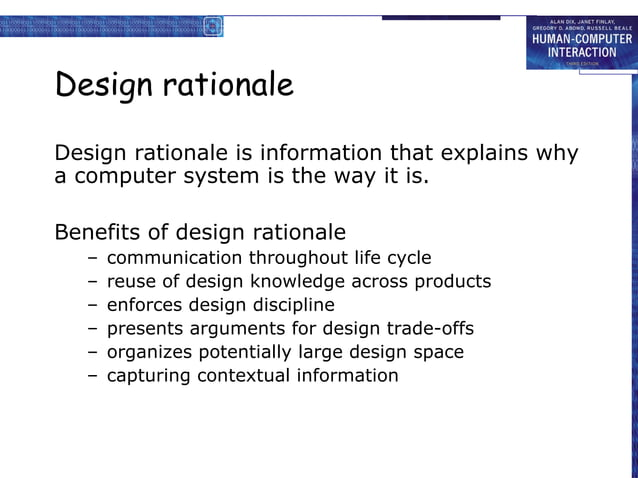 ALAN DIX, JANET FINLAY,
GREGORY D. ABOWD, RUSSELL BEALE
HUMAN-COMPUTER
INTERACTION
THIRD EDITION
Design rationale
Design rationale is information that explains why
a computer system is the way it is.
Benefits of design rationale
– communication throughout life cycle
– reuse of design knowledge across products
– enforces design discipline
– presents arguments for design trade-offs
– organizes potentially large design space
– capturing contextual information